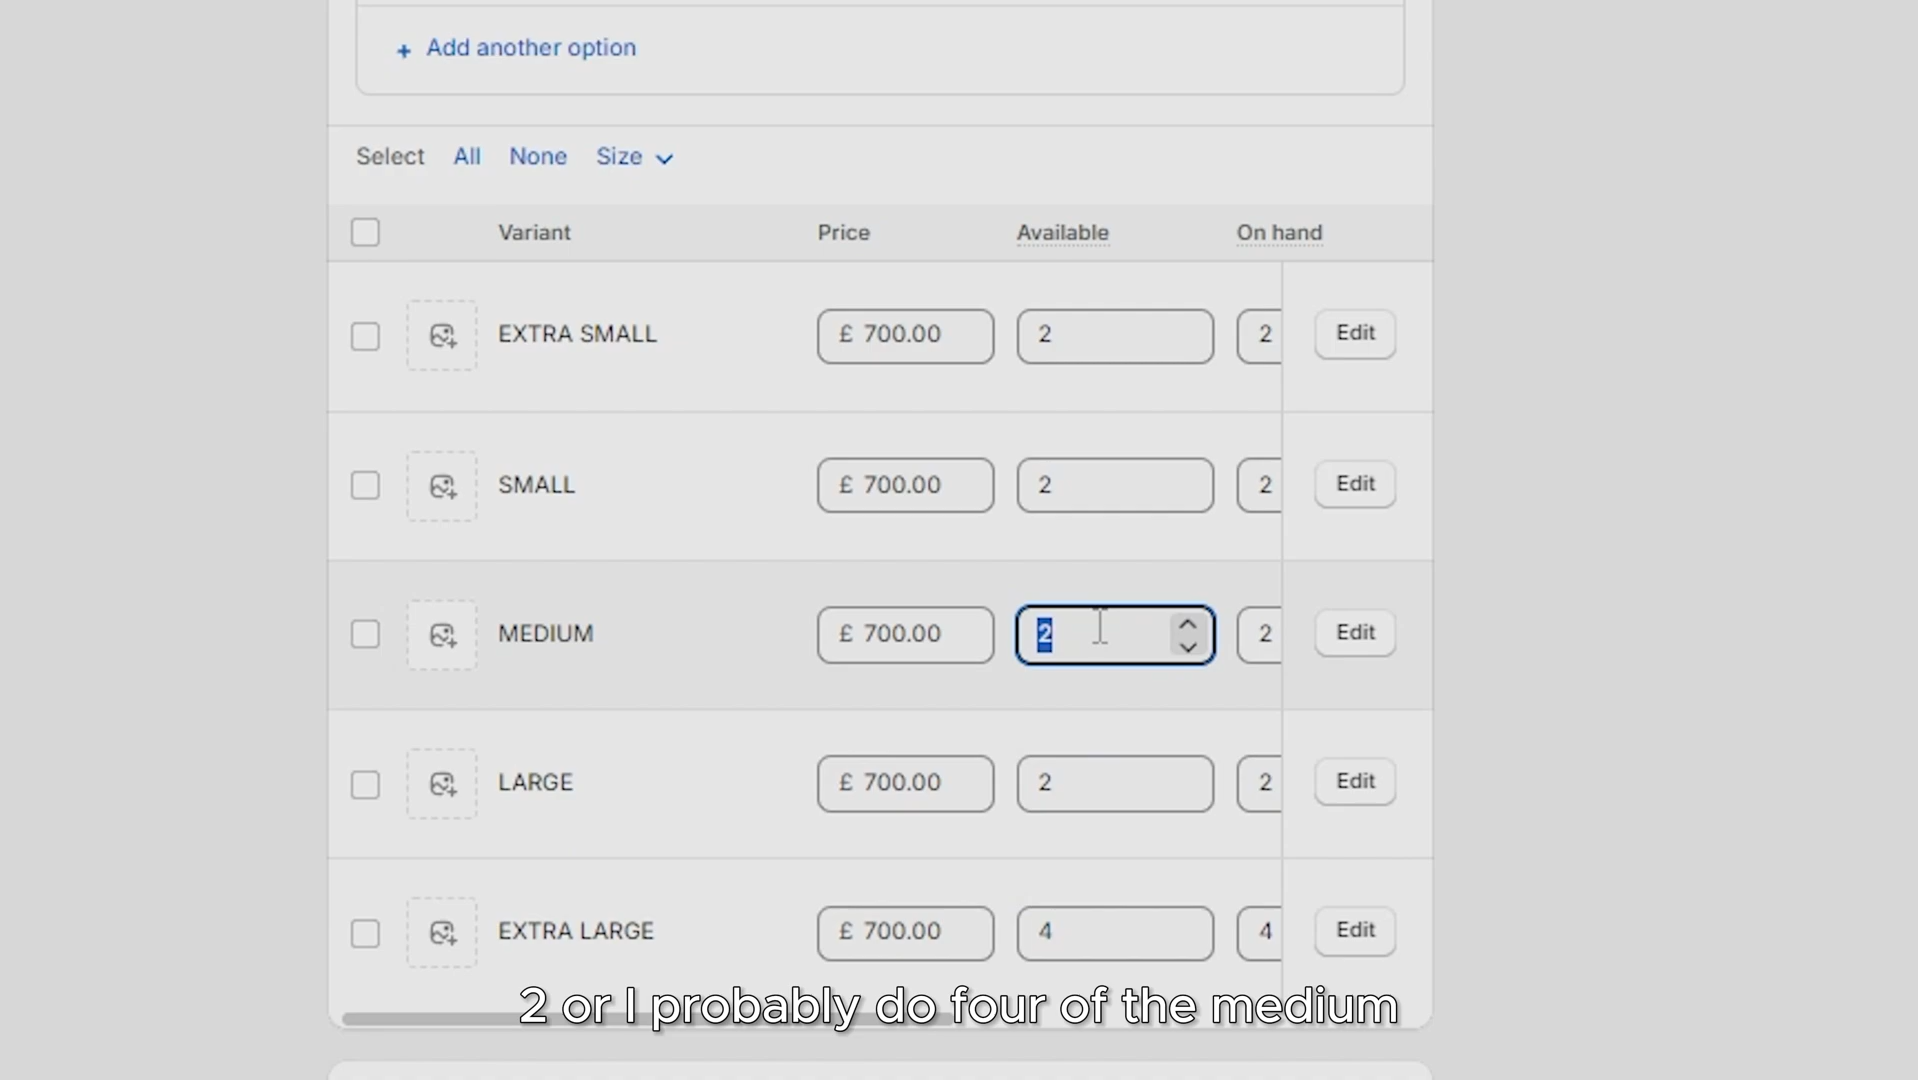 + Add another option
Select All None Size
Variant Price Available On hand
EXTRA SMALL £ 700.00 2 2 Edit
SMALL £ 700.00 2 2 Edit
MEDIUM £ 700.00 2 2 Edit
LARGE £ 700.00 2 2 Edit
EXTRA LARGE £ 700.00 4 4 Edit
2 or I probably do four of the medium